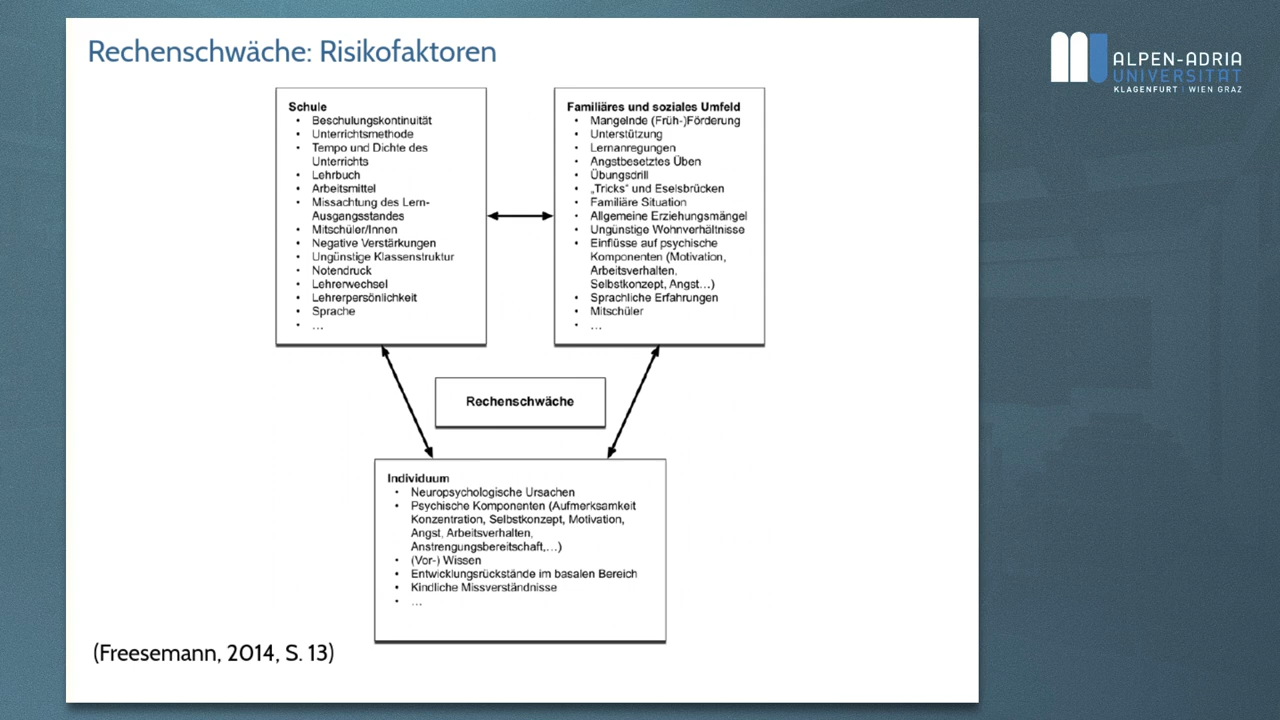 Rechenschwäche: Risikofaktoren
ALPEN-ADRIA
UNIVERSITÄT
KLAGENFURT | WIEN GRAZ
Schule
• Beschulungskontinuität
• Unterrichtsmethode
• Tempo und Dichte des
Unterrichts
• Lehrbuch
• Arbeitsmittel
• Missachtung des Lern-
Ausgangsstandes
• Mitschüler/Innen
• Negative Verstärkungen
• Ungünstige Klassenstruktur
• Notendruck
• Lehrerwechsel
• Lehrerpersönlichkeit
• Sprache
• ...
Familiäres und soziales Umfeld
• Mangelnde (Früh-)Förderung
• Unterstützung
• Lernanregungen
• Angstbesetztes Üben
• Übungsdrill
• „Tricks“ und Eselsbrücken
• Familiäre Situation
• Allgemeine Erziehungsmängel
• Ungünstige Wohnverhältnisse
• Einflüsse auf psychische
Komponenten (Motivation,
Arbeitsverhalten,
Selbstkonzept, Angst...)
• Sprachliche Erfahrungen
• Mitschüler
• ...
Rechenschwäche
Individuum
• Neuropsychologische Ursachen
• Psychische Komponenten (Aufmerksamkeit
Konzentration, Selbstkonzept, Motivation,
Angst, Arbeitsverhalten,
Anstrengungsbereitschaft,...)
• (Vor-) Wissen
• Entwicklungsrückstände im basalen Bereich
• Kindliche Missverständnisse
• ...
(Freesemann, 2014, S. 13)